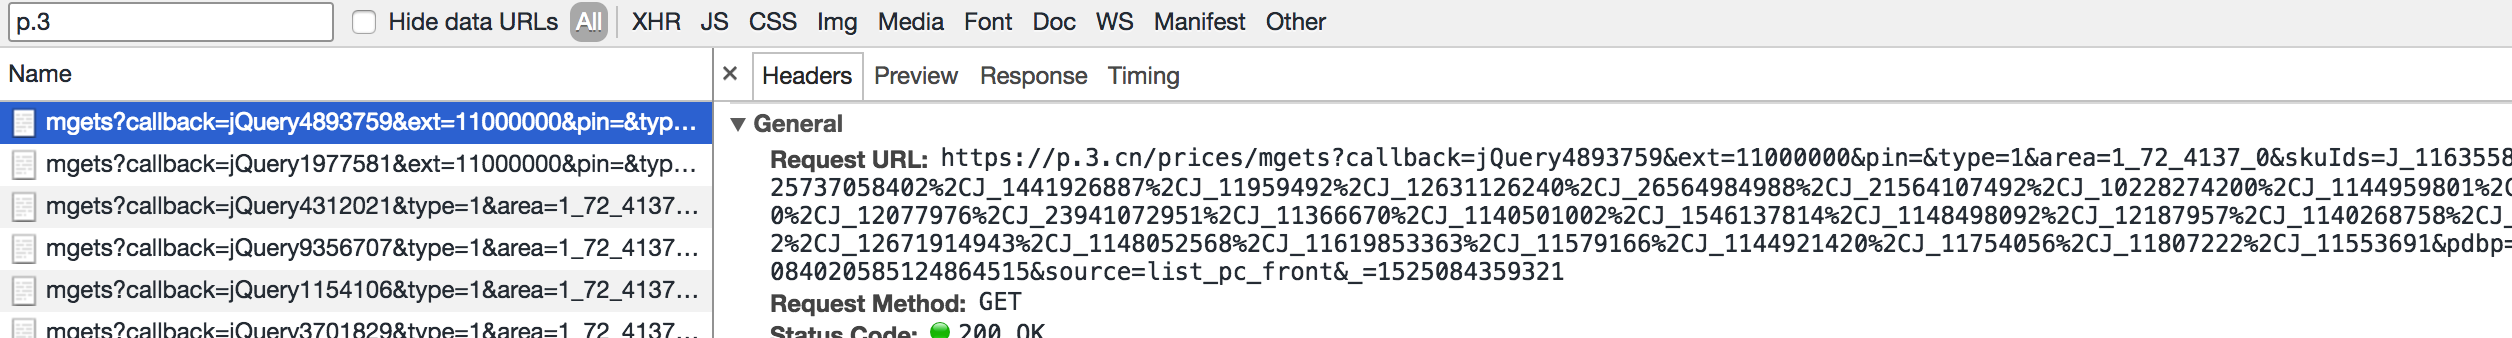 p.3
Hide data URLs All XHR JS CSS Img Media Font Doc WS Manifest Other
Name
× Headers Preview Response Timing
mgets?callback=jQuery4893759&ext=11000000&pin=&typ...
mgets?callback=jQuery1977581&ext=11000000&pin=&typ...
mgets?callback=jQuery4312021&type=1&area=1_72_4137...
mgets?callback=jQuery9356707&type=1&area=1_72_4137...
mgets?callback=jQuery1154106&type=1&area=1_72_4137...
mgets?callback=jQuery3701829&type=1&area=1_72_4137...
General
Request URL: https://p.3.cn/prices/mgets?callback=jQuery4893759&ext=11000000&pin=&type=1&area=1_72_4137_0&skuIds=J_1163558
25737058402%2CJ_1441926887%2CJ_11959492%2CJ_12631126240%2CJ_26564984988%2CJ_21564107492%2CJ_10228274200%2CJ_1144959801%2C
0%2CJ_12077976%2CJ_23941072951%2CJ_11366670%2CJ_1140501002%2CJ_1546137814%2CJ_1148498092%2CJ_12187957%2CJ_1140268758%2CJ_
2%2CJ_12671914943%2CJ_1148052568%2CJ_11619853363%2CJ_11579166%2CJ_1144921420%2CJ_11754056%2CJ_11807222%2CJ_11553691&pdbp=
084020585124864515&source=list_pc_front&_=1525084359321
Request Method: GET
Status Code: 200 OK